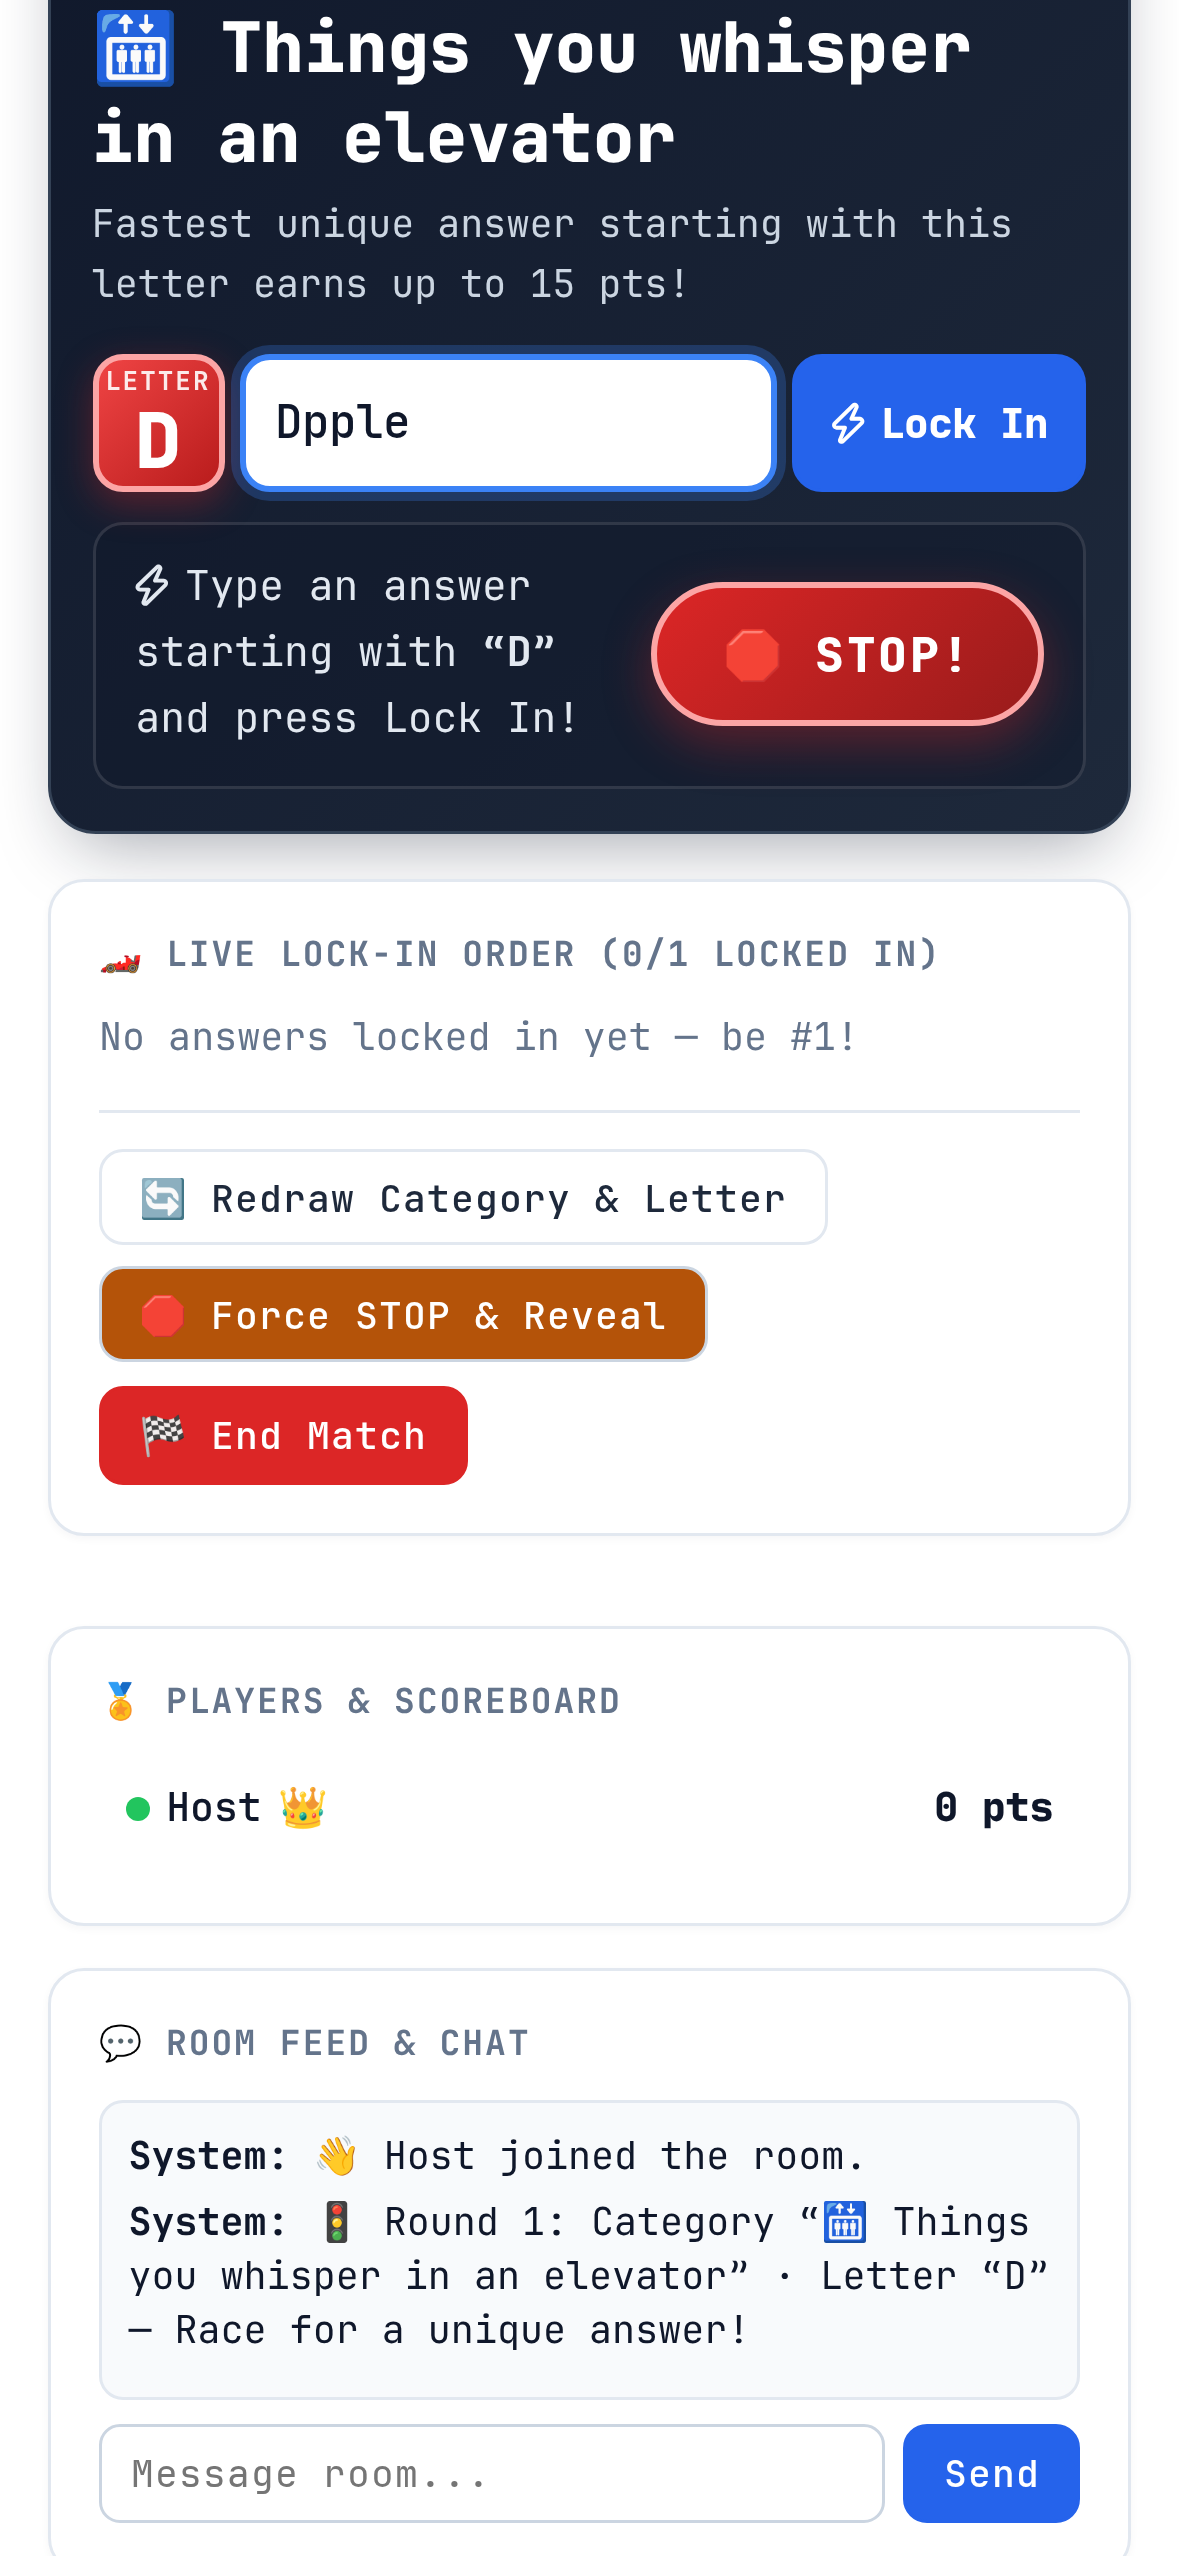 Things you whisper
in an elevator
Fastest unique answer starting with this
letter earns up to 15 pts!
LETTER
D
Dpple
Lock In
Type an answer
starting with “D”
and press Lock In!
STOP!
LIVE LOCK-IN ORDER (0/1 LOCKED IN)
No answers locked in yet — be #1!
Redraw Category & Letter
Force STOP & Reveal
End Match
PLAYERS & SCOREBOARD
Host
0 pts
ROOM FEED & CHAT
System: 👋 Host joined the room.
System: 🚦 Round 1: Category “🛗 Things
you whisper in an elevator” · Letter “D”
— Race for a unique answer!
Message room...
Send